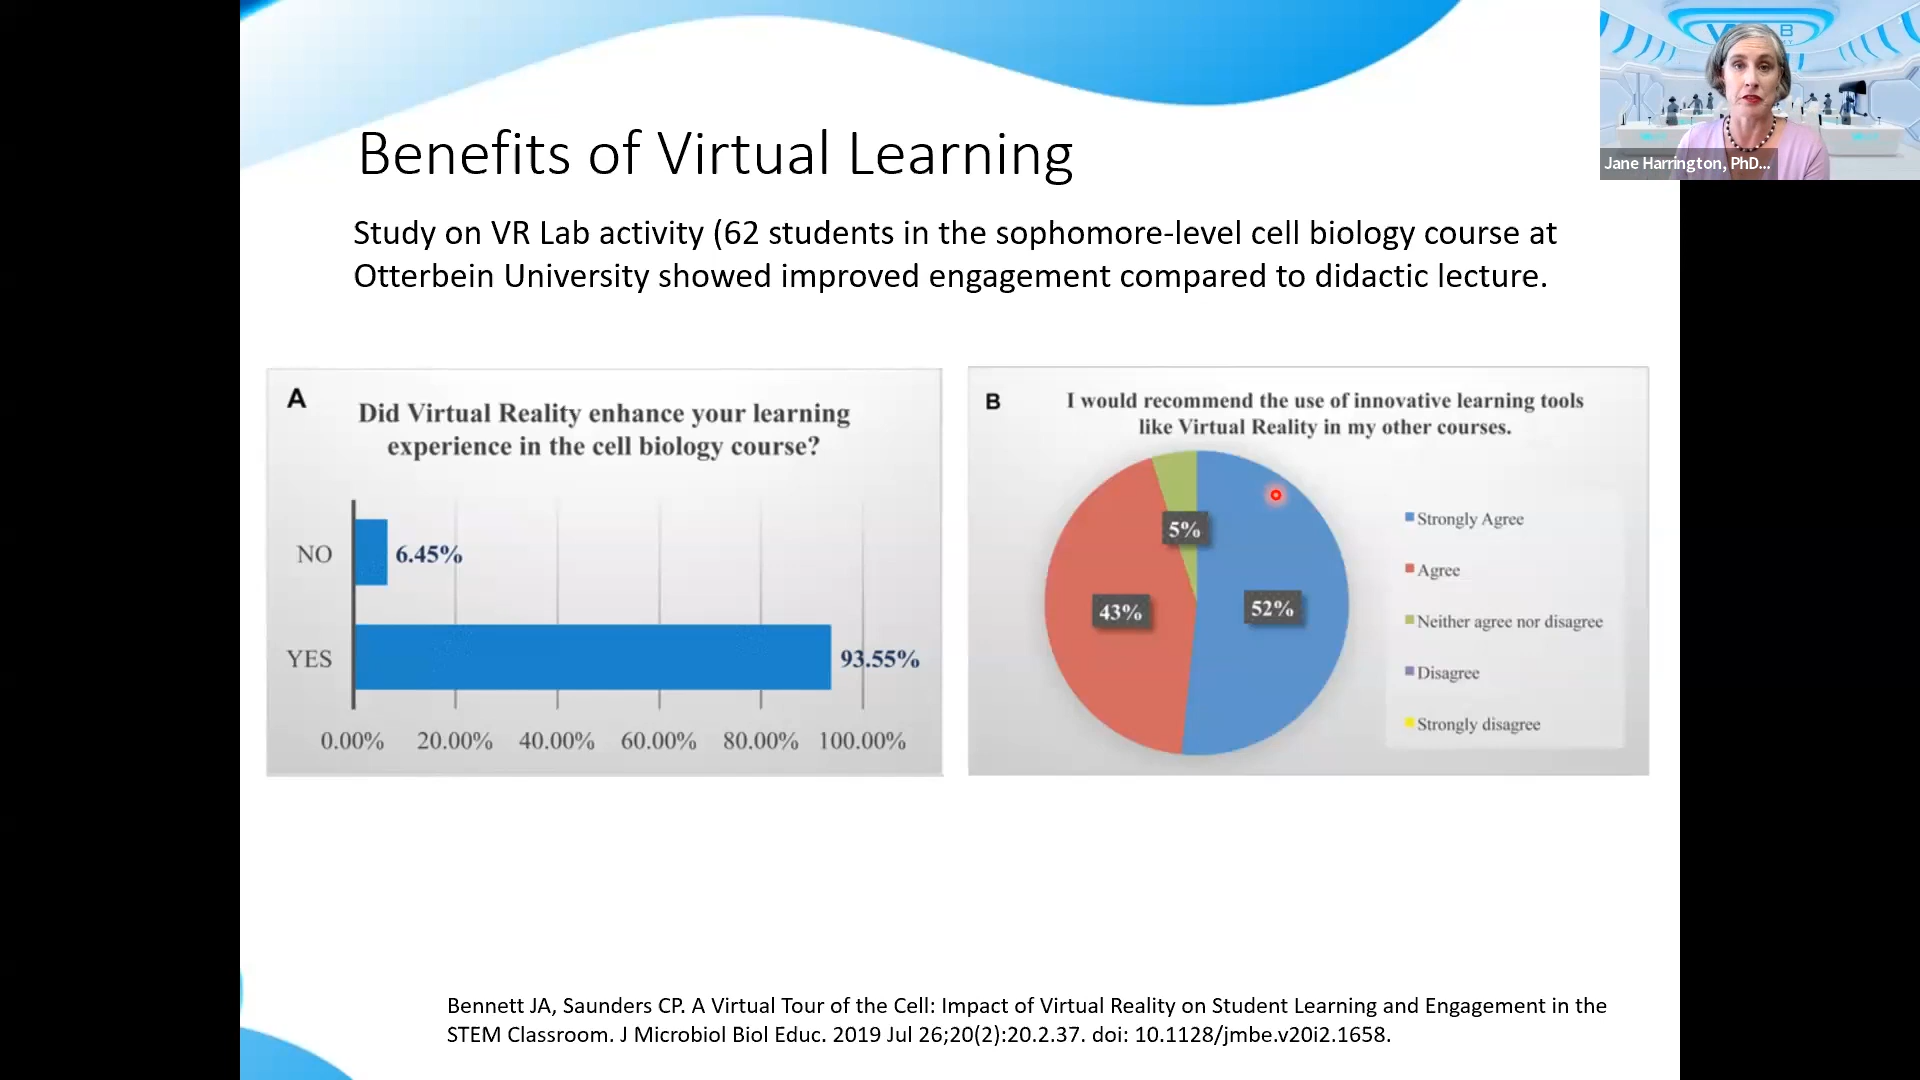 Benefits of Virtual Learning
Jane Harrington, PhD...
Study on VR Lab activity (62 students in the sophomore-level cell biology course at
Otterbein University showed improved engagement compared to didactic lecture.
A
Did Virtual Reality enhance your learning
experience in the cell biology course?
NO
6.45%
YES
93.55%
0.00% 20.00% 40.00% 60.00% 80.00% 100.00%
B
I would recommend the use of innovative learning tools
like Virtual Reality in my other courses.
5%
43%
52%
Strongly Agree
Agree
Neither agree nor disagree
Disagree
Strongly disagree
Bennett JA, Saunders CP. A Virtual Tour of the Cell: Impact of Virtual Reality on Student Learning and Engagement in the
STEM Classroom. J Microbiol Biol Educ. 2019 Jul 26;20(2):20.2.37. doi: 10.1128/jmbe.v20i2.1658.